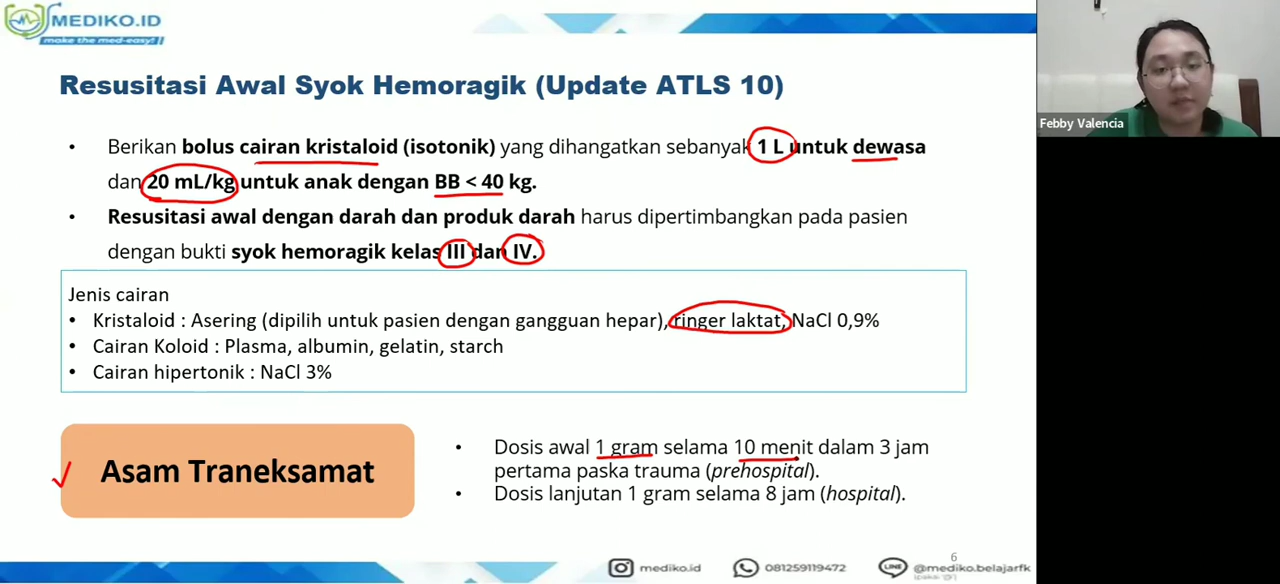 MEDIKO.ID
make the med-easy!
Resusitasi Awal Syok Hemoragik (Update ATLS 10)
• Berikan bolus cairan kristaloid (isotonik) yang dihangatkan sebanyak 1 L untuk dewasa
dan 20 mL/kg untuk anak dengan BB < 40 kg.
• Resusitasi awal dengan darah dan produk darah harus dipertimbangkan pada pasien
dengan bukti syok hemoragik kelas III dan IV.
Jenis cairan
• Kristaloid : Asering (dipilih untuk pasien dengan gangguan hepar), ringer laktat, NaCl 0,9%
• Cairan Koloid : Plasma, albumin, gelatin, starch
• Cairan hipertonik : NaCl 3%
Asam Traneksamat
• Dosis awal 1 gram selama 10 menit dalam 3 jam
pertama paska trauma (prehospital).
• Dosis lanjutan 1 gram selama 8 jam (hospital).
6
mediko.id
081259119472
LINE
@mediko.belajarfk
(pakai "@")
Febby Valencia